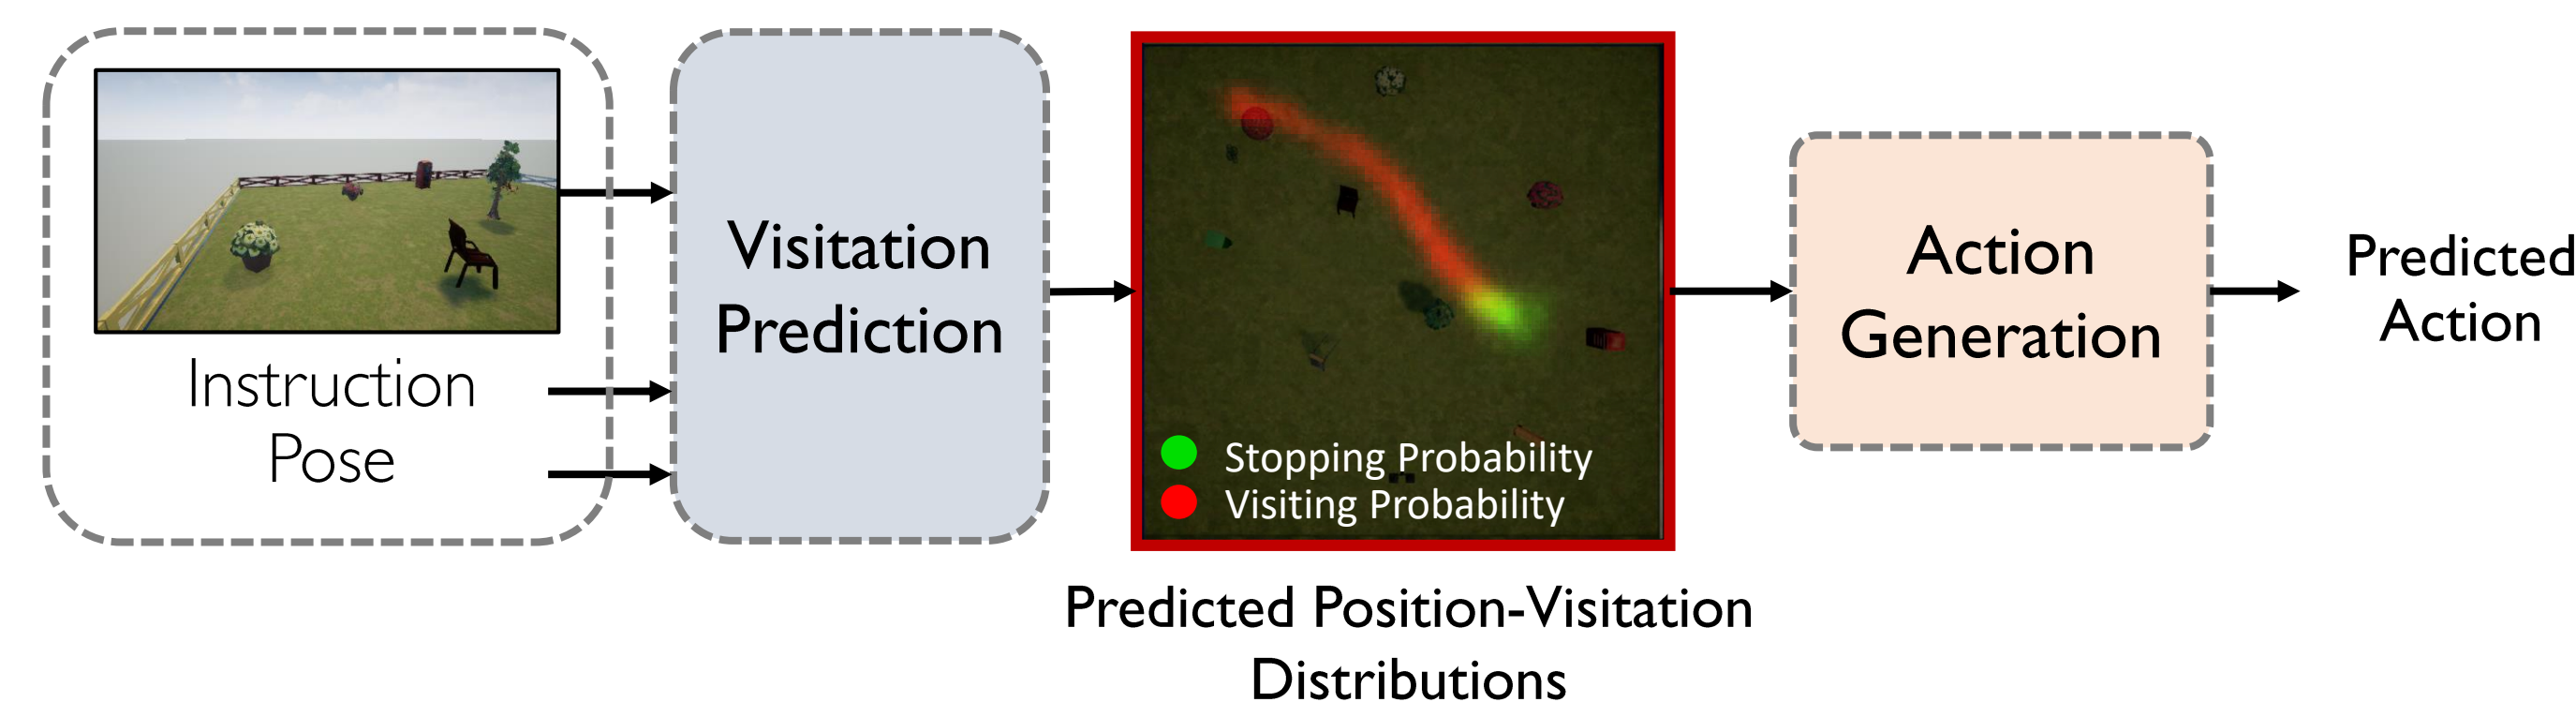 Instruction
Pose
Visitation
Prediction
Stopping Probability
Visiting Probability
Predicted Position-Visitation
Distributions
Action
Generation
Predicted
Action